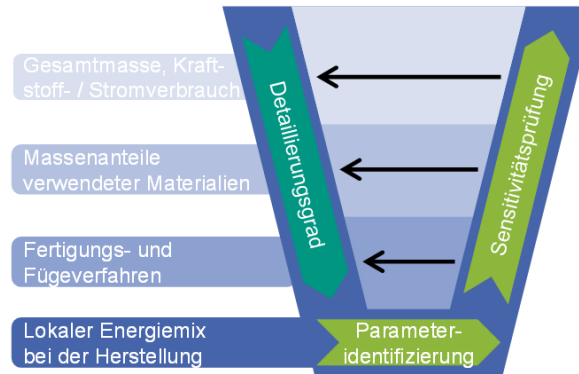 Gesamtmasse, Kraft-
stoff- / Stromverbrauch
Massenanteile
verwendeter Materialien
Fertigungs- und
Fügeverfahren
Lokaler Energiemix
bei der Herstellung
Detaillierungsgrad
Parameter-
identifizierung
Sensitivitätsprüfung